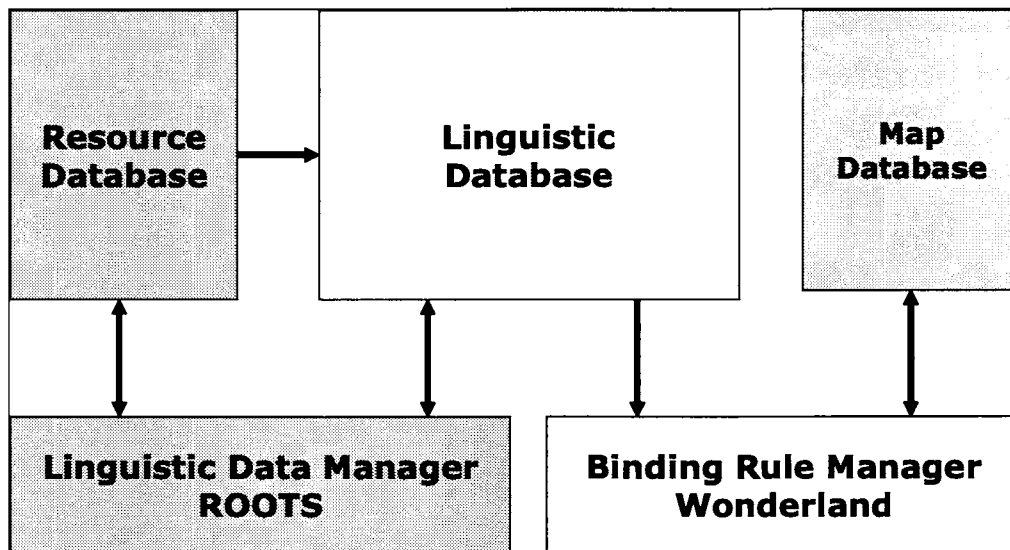 Resource
Database
Linguistic
Database
Map
Database
Linguistic Data Manager
ROOTS
Binding Rule Manager
Wonderland